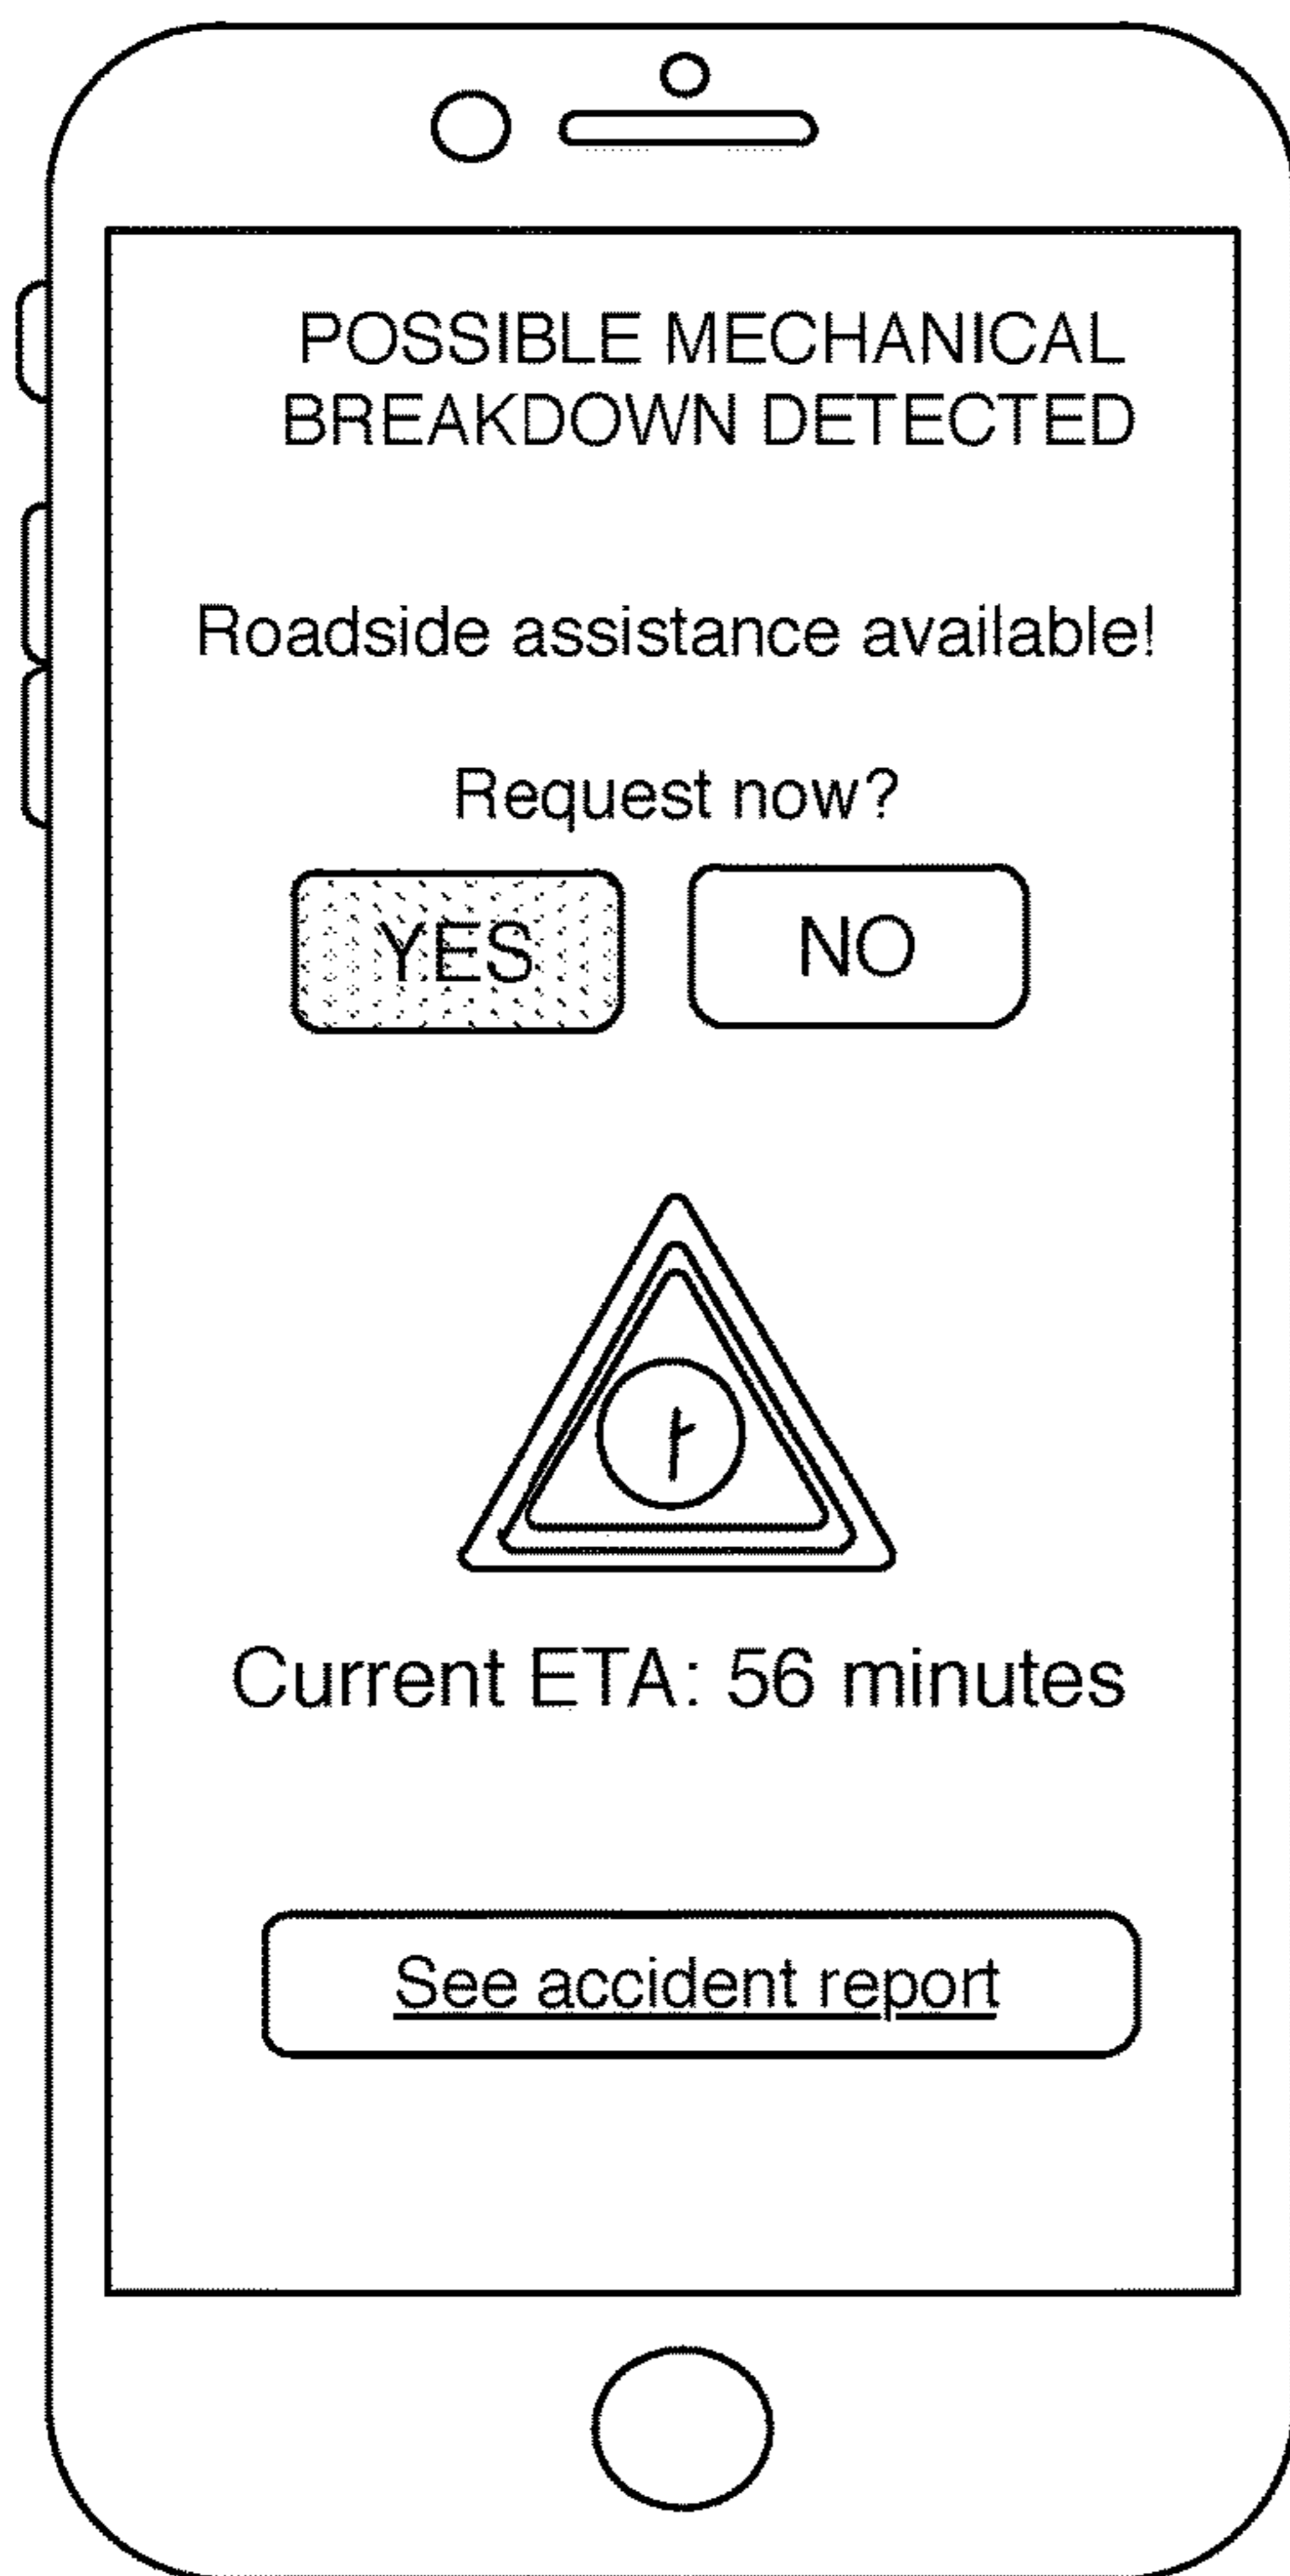 POSSIBLE MECHANICAL
BREAKDOWN DETECTED
Roadside assistance available!
Request now?
YES NO
Current ETA: 56 minutes
See accident report